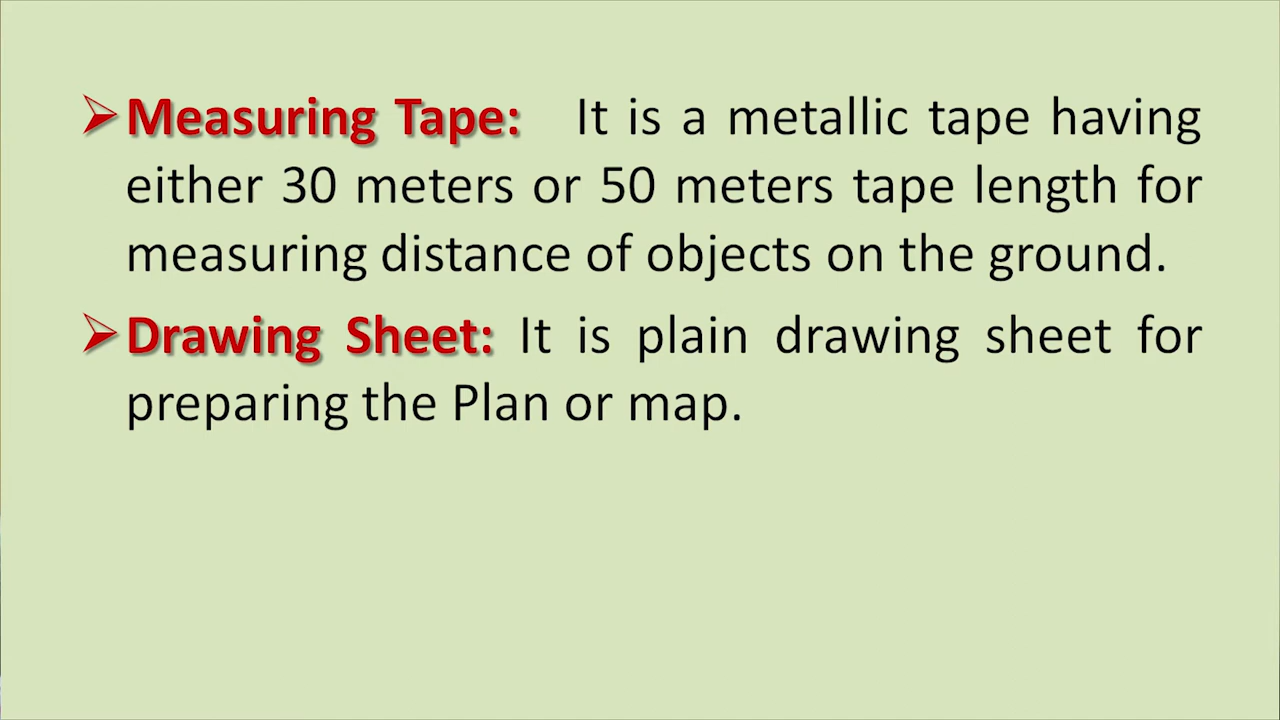 ➢ Measuring Tape: It is a metallic tape having
either 30 meters or 50 meters tape length for
measuring distance of objects on the ground.
➢ Drawing Sheet: It is plain drawing sheet for
preparing the Plan or map.